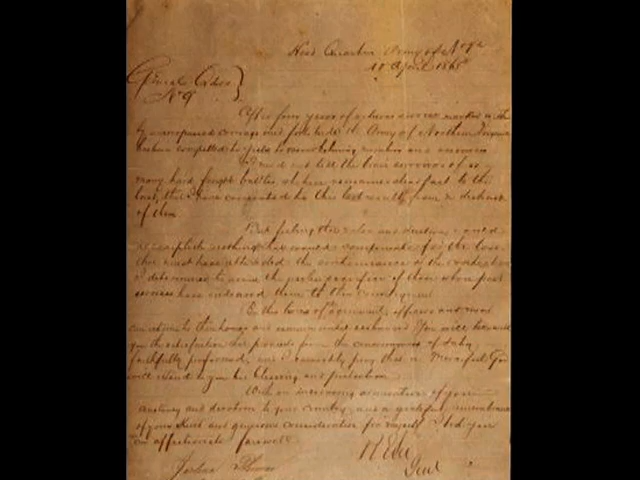 Head Quarters Army of N Va
10 April 1865
General Orders
No 9
After four years of arduous service marked
by unsurpassed courage and fortitude the Army of Northern Virginia
has been compelled to yield to overwhelming numbers and resources
I need not tell the brave survivors of so
many hard fought battles who have remained steadfast to the
last, that I have consented to this result from no distrust
of them
But feeling that valor and devotion could
accomplish nothing that would compensate for the loss
that must have attended the continuance of the contest
I determined to avoid the sacrifice of those whose past
services have endeared them to their countrymen
By the terms of agreement officers and men
can return to their homes and remain until exchanged You will take with
you the satisfaction that proceeds from the consciousness of duty
faithfully performed, and I earnestly pray that a Merciful God
will extend to you his blessing and protection
With an increasing admiration of your
constancy and devotion to your country, and a grateful remembrance
of your kind and generous consideration for myself I bid you
an affectionate farewell
R E Lee
Genl